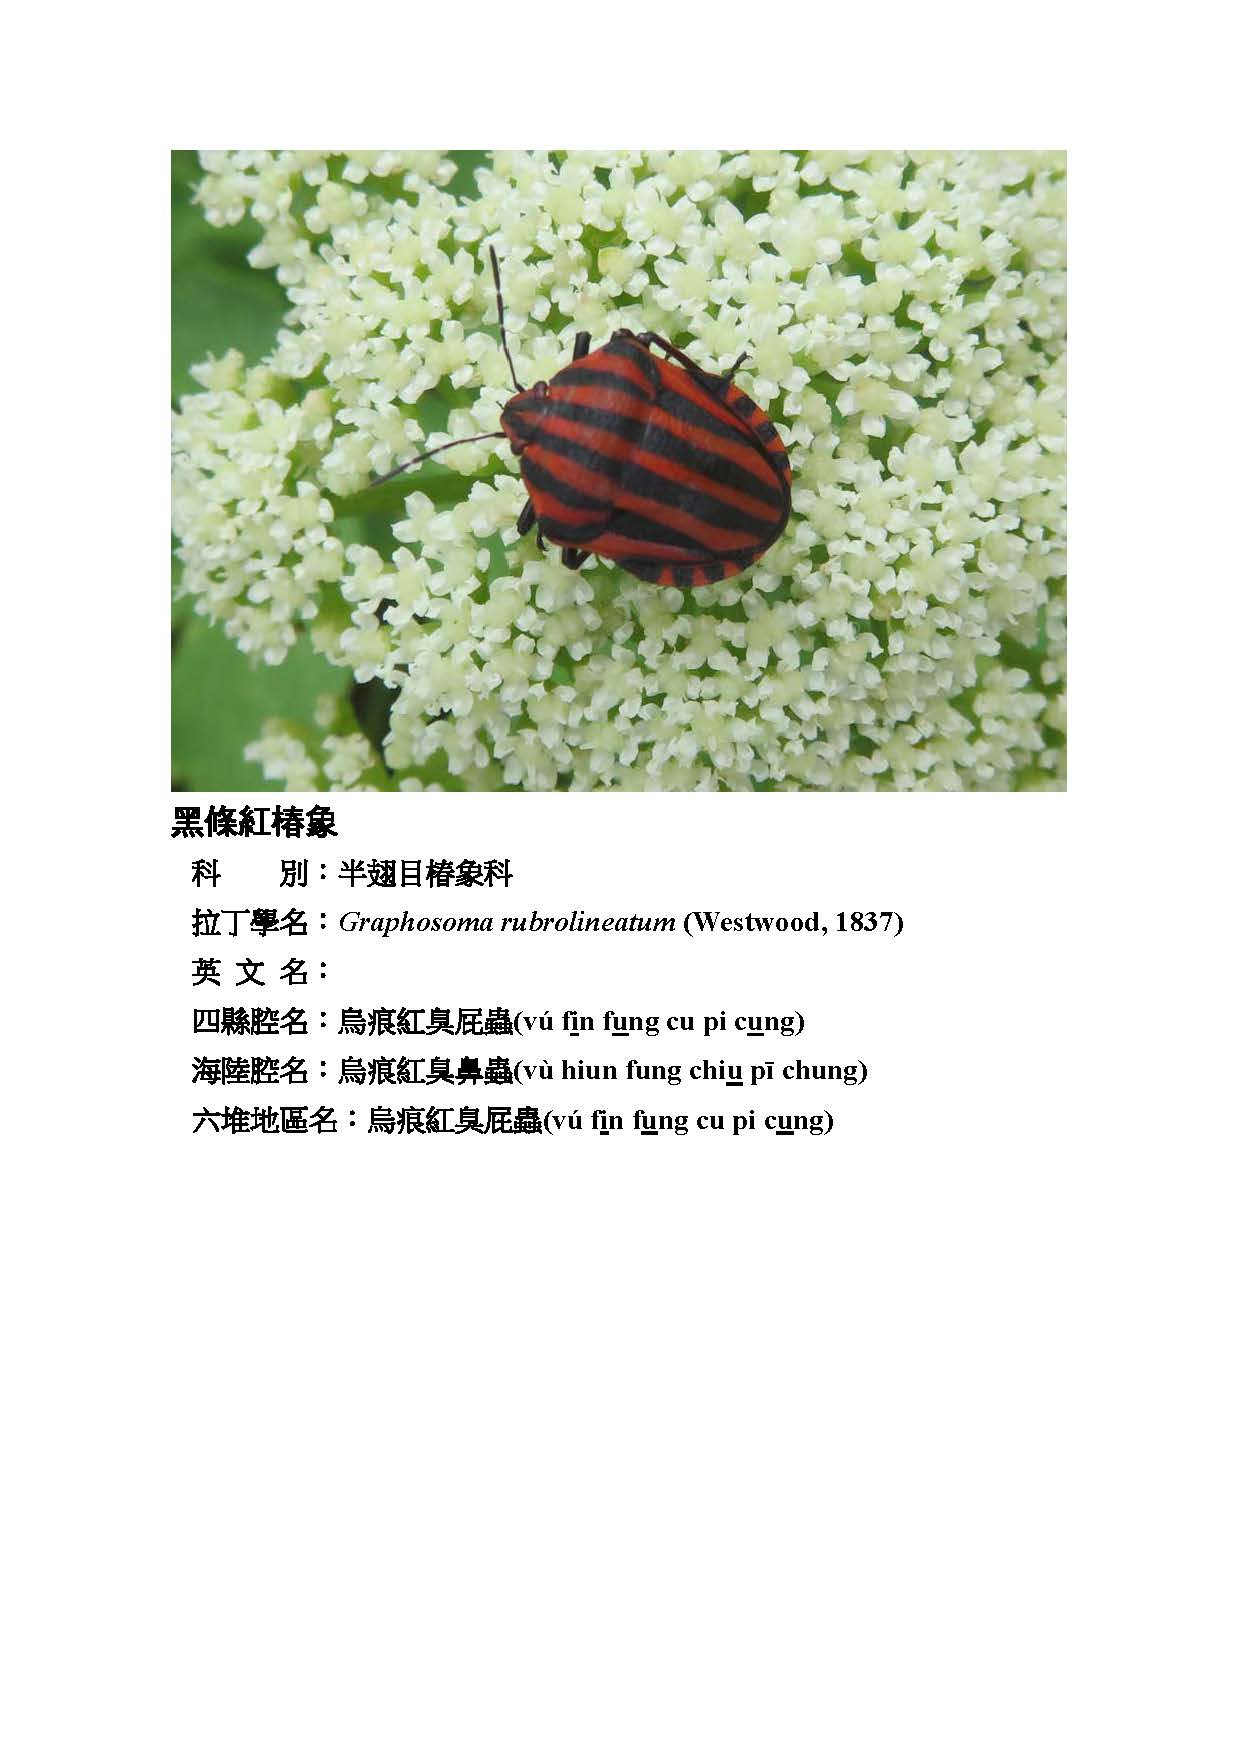 黑條紅椿象
科　　別：半翅目椿象科
拉丁學名：Graphosoma rubrolineatum (Westwood, 1837)
英 文 名：
四縣腔名：烏痕紅臭屁蟲(vú fi̲n fu̲ng cu pi cu̲ng)
海陸腔名：烏痕紅臭鼻蟲(vù hiun fung chiu̲ pī chung)
六堆地區名：烏痕紅臭屁蟲(vú fi̲n fu̲ng cu pi cu̲ng)